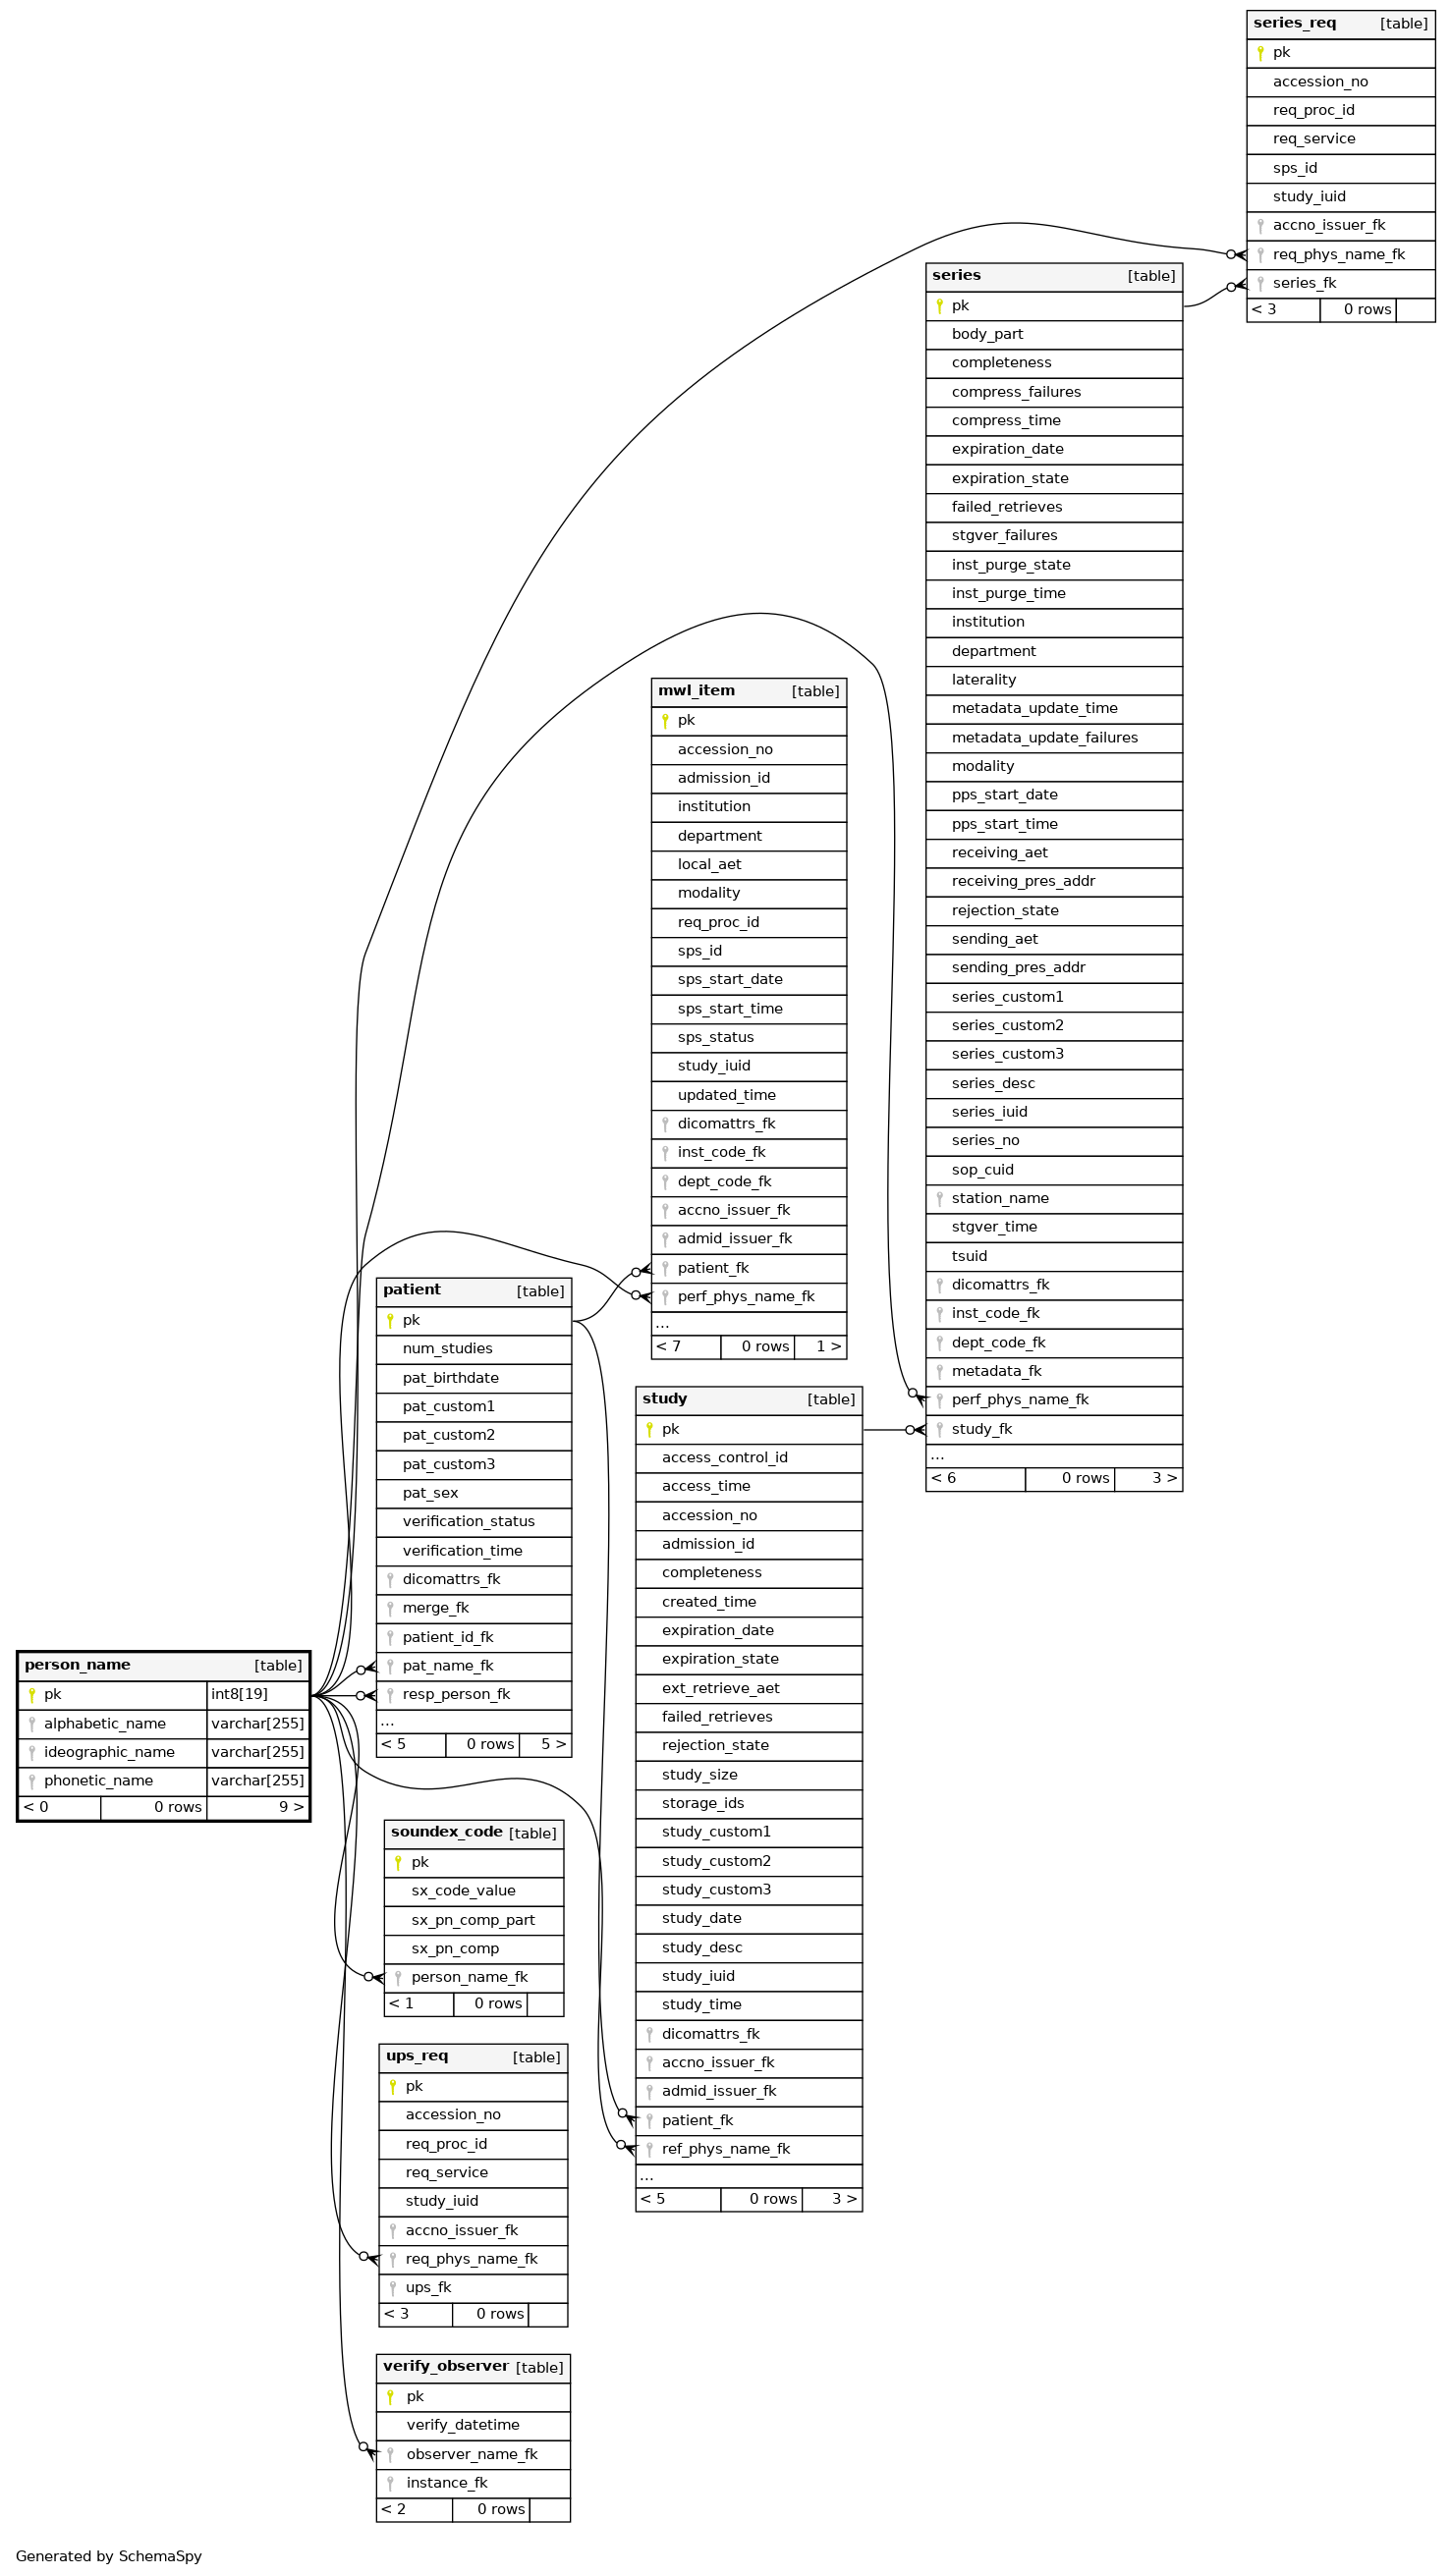 series_req [table]
pk
accession_no
req_proc_id
req_service
sps_id
study_iuid
accno_issuer_fk
req_phys_name_fk
series_fk
< 3 0 rows
series [table]
pk
body_part
completeness
compress_failures
compress_time
expiration_date
expiration_state
failed_retrieves
stgver_failures
inst_purge_state
inst_purge_time
institution
department
laterality
metadata_update_time
metadata_update_failures
modality
pps_start_date
pps_start_time
receiving_aet
receiving_pres_addr
rejection_state
sending_aet
sending_pres_addr
series_custom1
series_custom2
series_custom3
series_desc
series_iuid
series_no
sop_cuid
station_name
stgver_time
tsuid
dicomattrs_fk
inst_code_fk
dept_code_fk
metadata_fk
perf_phys_name_fk
study_fk
...
< 6 0 rows 3 >
mwl_item [table]
pk
accession_no
admission_id
institution
department
local_aet
modality
req_proc_id
sps_id
sps_start_date
sps_start_time
sps_status
study_iuid
updated_time
dicomattrs_fk
inst_code_fk
dept_code_fk
accno_issuer_fk
admid_issuer_fk
patient_fk
perf_phys_name_fk
...
< 7 0 rows 1 >
patient [table]
pk
num_studies
pat_birthdate
pat_custom1
pat_custom2
pat_custom3
pat_sex
verification_status
verification_time
dicomattrs_fk
merge_fk
patient_id_fk
pat_name_fk
resp_person_fk
...
< 5 0 rows 5 >
study [table]
pk
access_control_id
access_time
accession_no
admission_id
completeness
created_time
expiration_date
expiration_state
ext_retrieve_aet
failed_retrieves
rejection_state
study_size
storage_ids
study_custom1
study_custom2
study_custom3
study_date
study_desc
study_iuid
study_time
dicomattrs_fk
accno_issuer_fk
admid_issuer_fk
patient_fk
ref_phys_name_fk
...
< 5 0 rows 3 >
person_name [table]
pk int8[19]
alphabetic_name varchar[255]
ideographic_name varchar[255]
phonetic_name varchar[255]
< 0 0 rows 9 >
soundex_code [table]
pk
sx_code_value
sx_pn_comp_part
sx_pn_comp
person_name_fk
< 1 0 rows
ups_req [table]
pk
accession_no
req_proc_id
req_service
study_iuid
accno_issuer_fk
req_phys_name_fk
ups_fk
< 3 0 rows
verify_observer [table]
pk
verify_datetime
observer_name_fk
instance_fk
< 2 0 rows
Generated by SchemaSpy